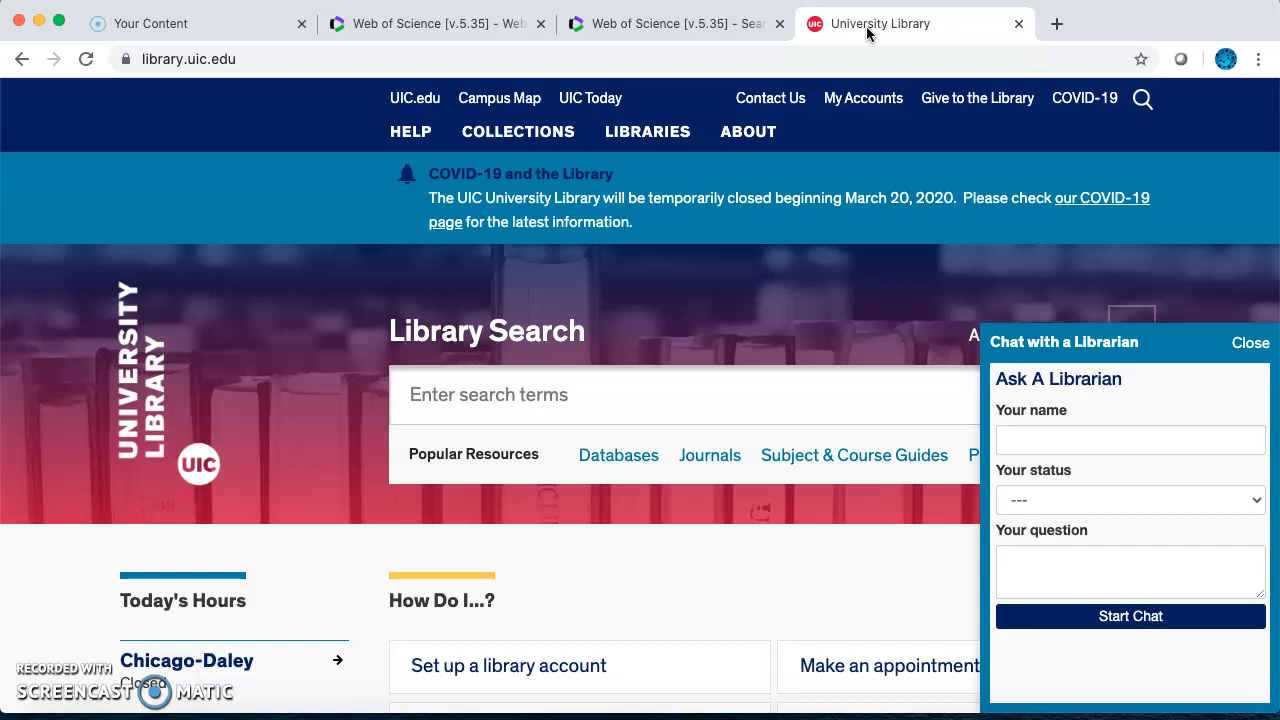 Your Content
Web of Science [v.5.35] - Web
Web of Science [v.5.35] - Sear
University Library
library.uic.edu
UIC.edu Campus Map UIC Today Contact Us My Accounts Give to the Library COVID-19
HELP COLLECTIONS LIBRARIES ABOUT
COVID-19 and the Library
The UIC University Library will be temporarily closed beginning March 20, 2020. Please check our COVID-19
page for the latest information.
UNIVERSITY
LIBRARY
UIC
Library Search
A
Enter search terms
Popular Resources Databases Journals Subject & Course Guides P
Chat with a Librarian Close
Ask A Librarian
Your name
Your status
---
Your question
Start Chat
Today's Hours
Chicago-Daley
Closed
How Do I...?
Set up a library account
Make an appointment
RECORDED WITH
SCREENCAST MATIC